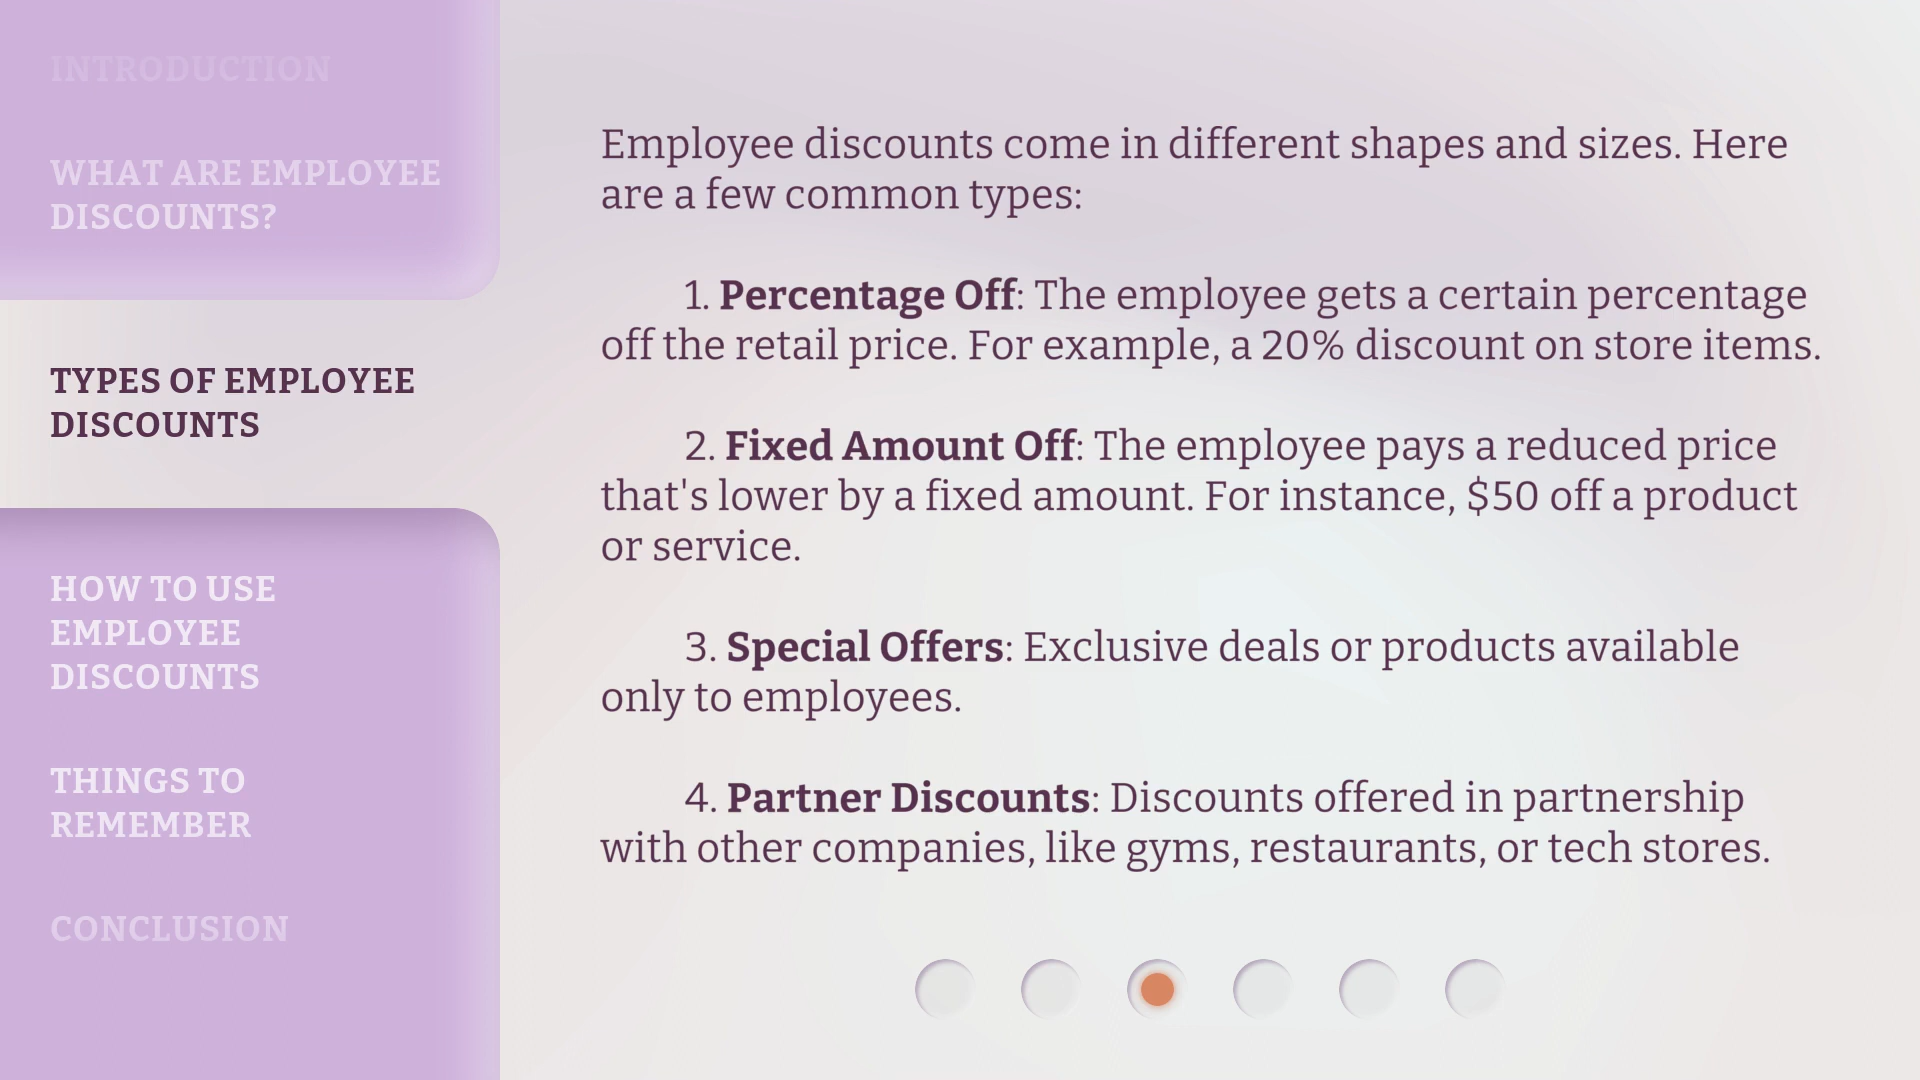 INTRODUCTION
WHAT ARE EMPLOYEE
DISCOUNTS?
TYPES OF EMPLOYEE
DISCOUNTS
HOW TO USE
EMPLOYEE
DISCOUNTS
THINGS TO
REMEMBER
CONCLUSION
Employee discounts come in different shapes and sizes. Here
are a few common types:
1. Percentage Off: The employee gets a certain percentage
off the retail price. For example, a 20% discount on store items.
2. Fixed Amount Off: The employee pays a reduced price
that's lower by a fixed amount. For instance, $50 off a product
or service.
3. Special Offers: Exclusive deals or products available
only to employees.
4. Partner Discounts: Discounts offered in partnership
with other companies, like gyms, restaurants, or tech stores.